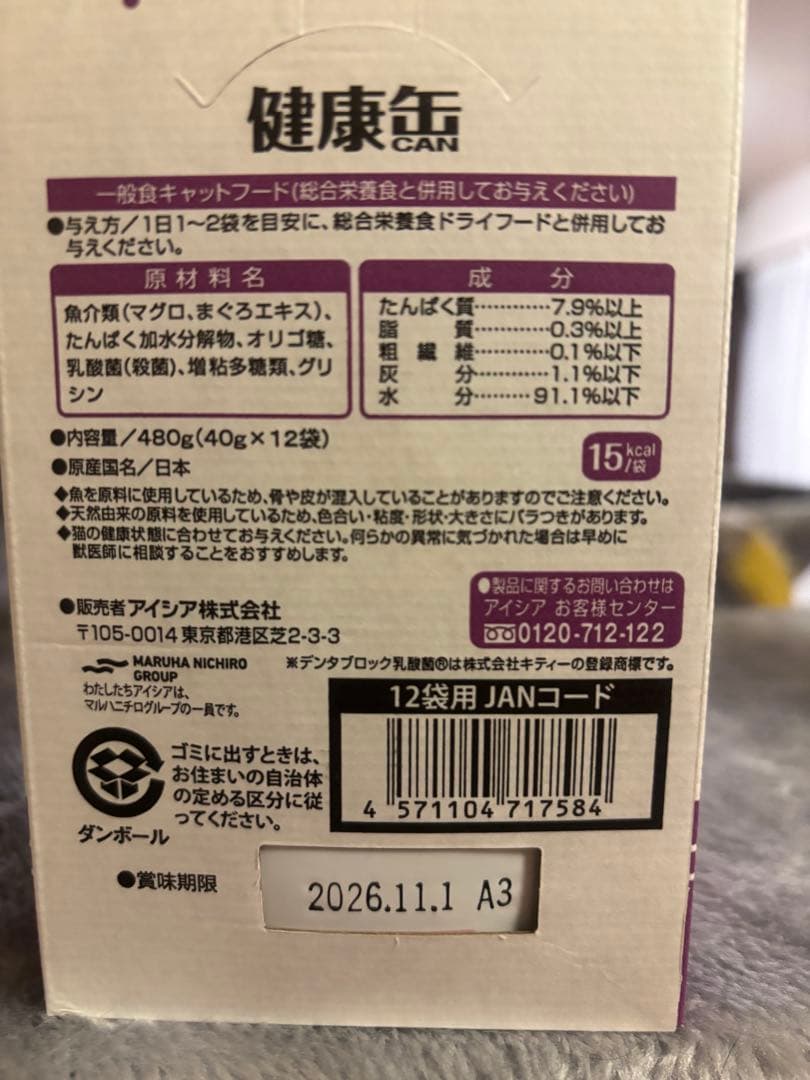 健康缶
CAN
一般食キャットフード(総合栄養食と併用してお与えください)
●与え方/1日1~2袋を目安に、総合栄養食ドライフードと併用してお
与えください。
原材料名
魚介類(マグロ、まぐろエキス)、
たんぱく加水分解物、オリゴ糖、
乳酸菌(殺菌)、増粘多糖類、グリ
シン
成分
たんぱく質…………7.9%以上
脂質…………0.3%以上
粗繊維…………0.1%以下
灰分…………1.1%以下
水分………91.1%以下
●内容量/480g(40g×12袋)
●原産国名/日本
15kcal/袋
◆魚を原料に使用しているため、骨や皮が混入していることがありますのでご注意ください。
◆天然由来の原料を使用しているため、色合い・粘度・形状・大きさにバラつきがあります。
◆猫の健康状態に合わせてお与えください。何らかの異常に気づかれた場合は早めに
獣医師に相談することをおすすめします。
●販売者アイシア株式会社
〒105-0014 東京都港区芝2-3-3
●製品に関するお問い合わせは
アイシア お客様センター
0120-712-122
MARUHA NICHIRO
GROUP
わたしたちアイシアは、
マルハニチログループの一員です。
※デンタブロック乳酸菌®は株式会社キティーの登録商標です。
12袋用 JANコード
4 571104 717584
ダンボール
ゴミに出すときは、
お住まいの自治体
の定める区分に従
ってください。
●賞味期限
2026.11.1 A3